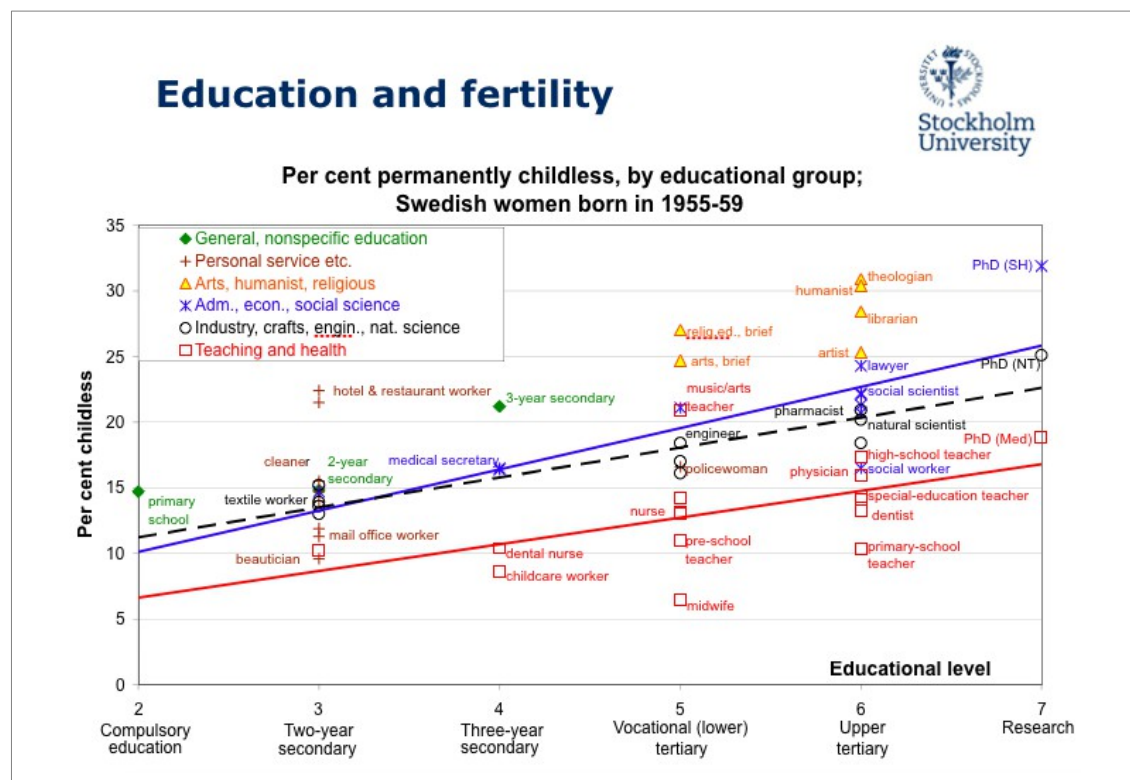 Education and fertility
UNIVERSITET STOCKHOLMS
Stockholm
University
Per cent permanently childless, by educational group;
Swedish women born in 1955-59
General, nonspecific education
Personal service etc.
Arts, humanist, religious
Adm., econ., social science
Industry, crafts, engin., nat. science
Teaching and health
Per cent childless
35
30
25
20
15
10
5
0
PhD (SH)
theologian
humanist
librarian
relig.ed., brief
artist
arts, brief
lawyer
PhD (NT)
hotel & restaurant worker
music/arts
teacher
social scientist
3-year secondary
pharmacist
natural scientist
engineer
PhD (Med)
cleaner
2-year
secondary
medical secretary
policewoman
high-school teacher
physician
social worker
primary
school
textile worker
special-education teacher
nurse
dentist
mail office worker
beautician
dental nurse
pre-school
teacher
primary-school
teacher
childcare worker
midwife
Educational level
2
3
4
5
6
7
Compulsory
education
Two-year
secondary
Three-year
secondary
Vocational (lower)
tertiary
Upper
tertiary
Research